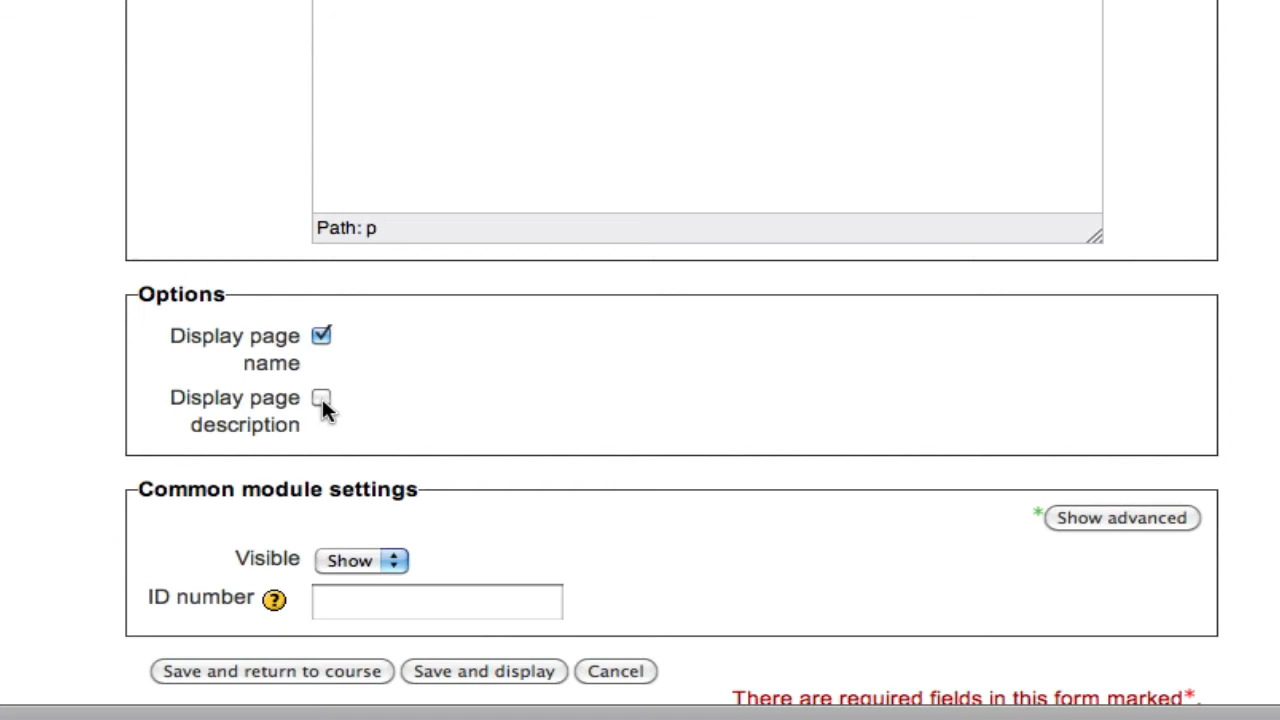 Path: p
Options
Display page
name
Display page
description
Common module settings
* Show advanced
Visible Show
ID number ?
Save and return to course Save and display Cancel
There are required fields in this form marked*.